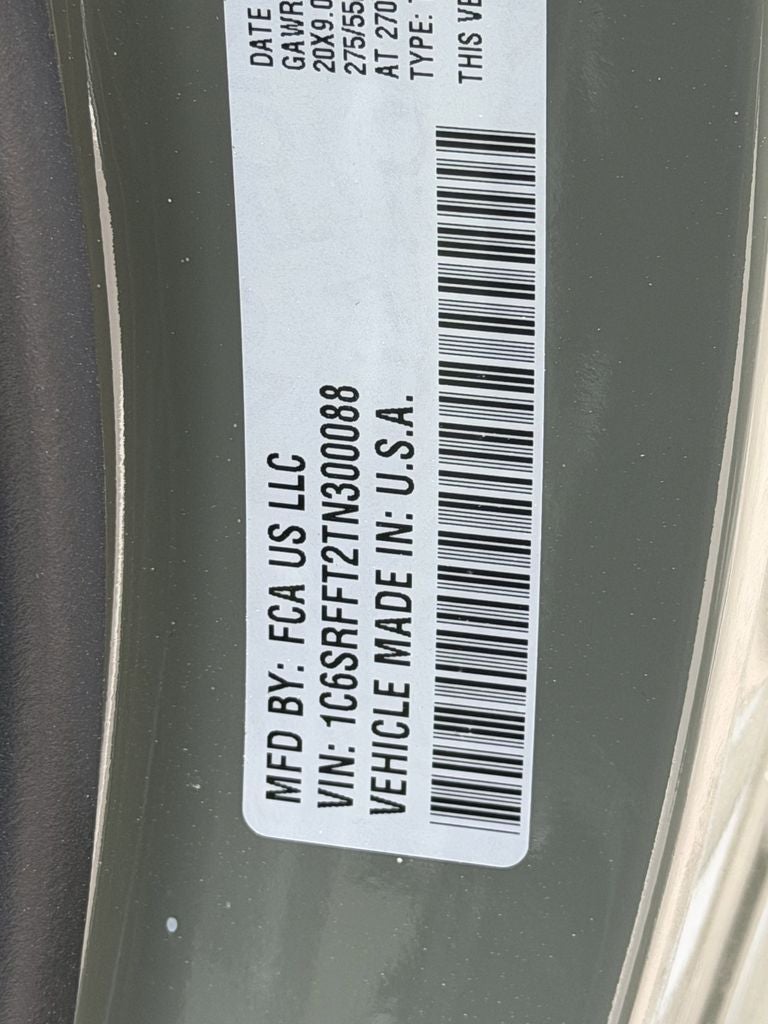 MFD BY: FCA US LLC
VIN: 1C6SRFFT2TN300088
VEHICLE MADE IN: U.S.A.
DATE
GAWR
20X9.0
275/55
AT 270
TYPE:
THIS VE